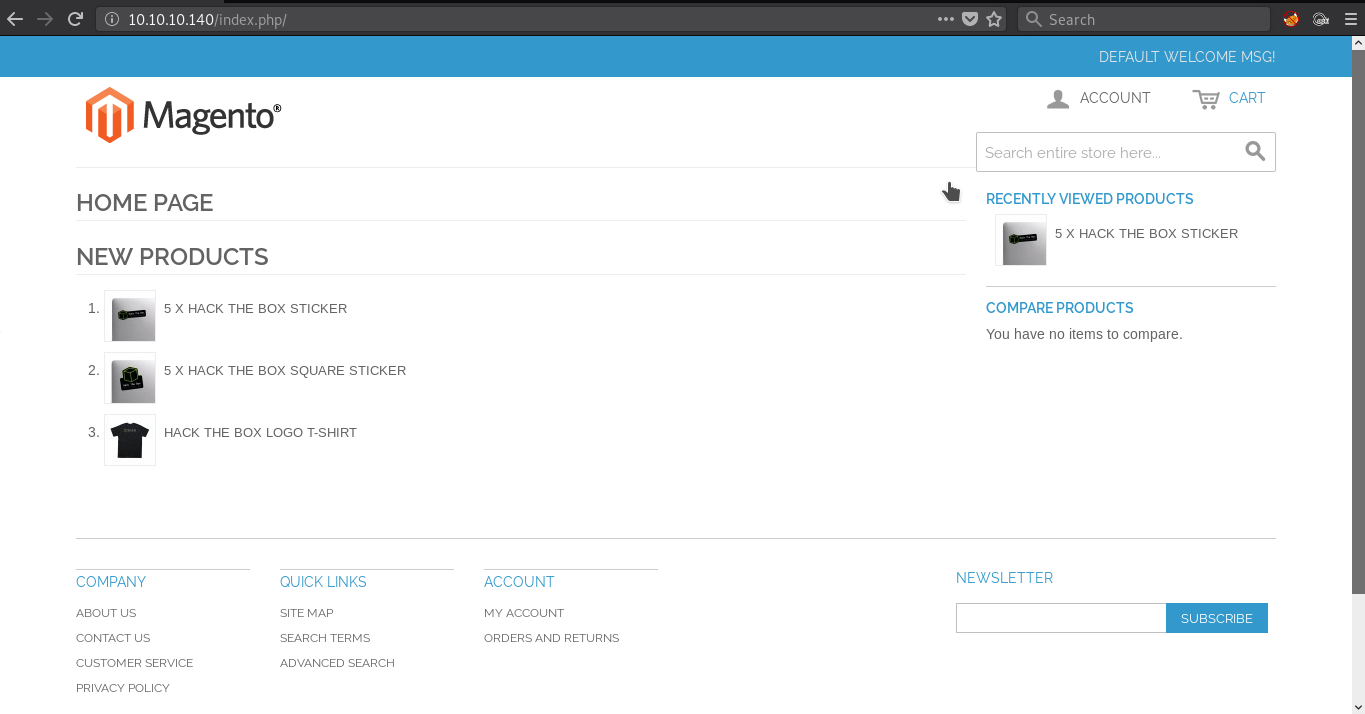 10.10.10.140/index.php/
Search
DEFAULT WELCOME MSG!
Magento®
ACCOUNT
CART
Search entire store here...
HOME PAGE
NEW PRODUCTS
1. 5 X HACK THE BOX STICKER
2. 5 X HACK THE BOX SQUARE STICKER
3. HACK THE BOX LOGO T-SHIRT
RECENTLY VIEWED PRODUCTS
5 X HACK THE BOX STICKER
COMPARE PRODUCTS
You have no items to compare.
COMPANY
ABOUT US
CONTACT US
CUSTOMER SERVICE
PRIVACY POLICY
QUICK LINKS
SITE MAP
SEARCH TERMS
ADVANCED SEARCH
ACCOUNT
MY ACCOUNT
ORDERS AND RETURNS
NEWSLETTER
SUBSCRIBE